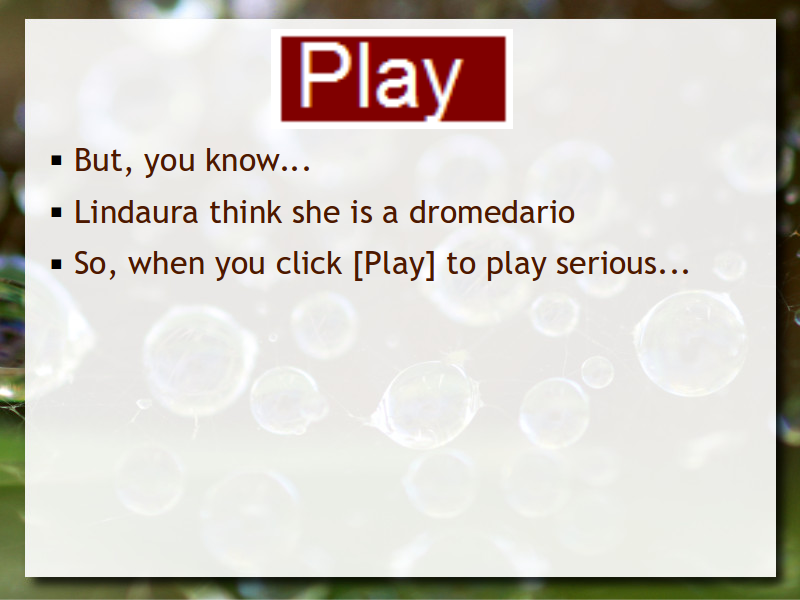 Play
But, you know...
Lindaura think she is a dromedario
So, when you click [Play] to play serious...